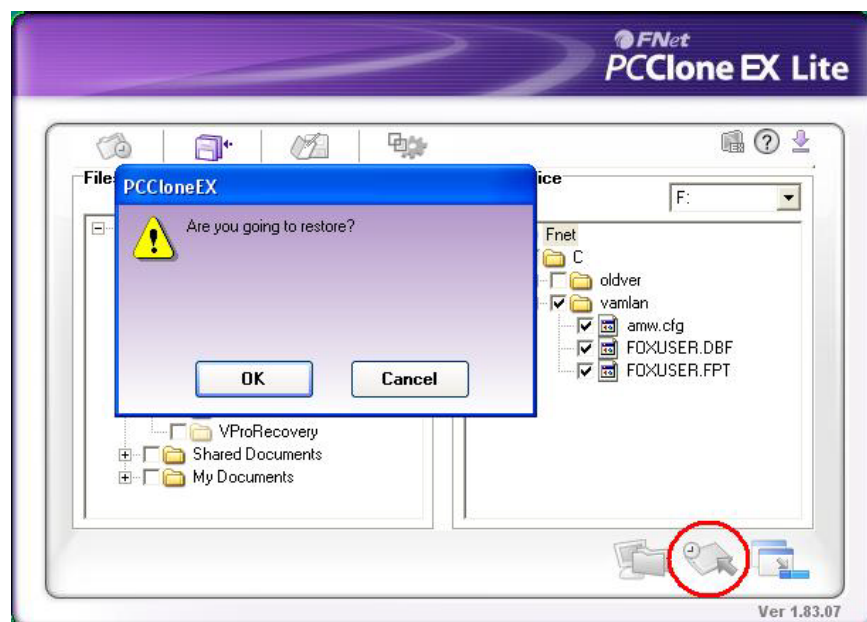 FNet
PCClone EX Lite
File
ice
F:
PCCloneEX
Are you going to restore?
OK
Cancel
Fnet
C
oldver
vamlan
amw.cfg
FOXUSER.DBF
FOXUSER.FPT
VProRecovery
Shared Documents
My Documents
Ver 1.83.07